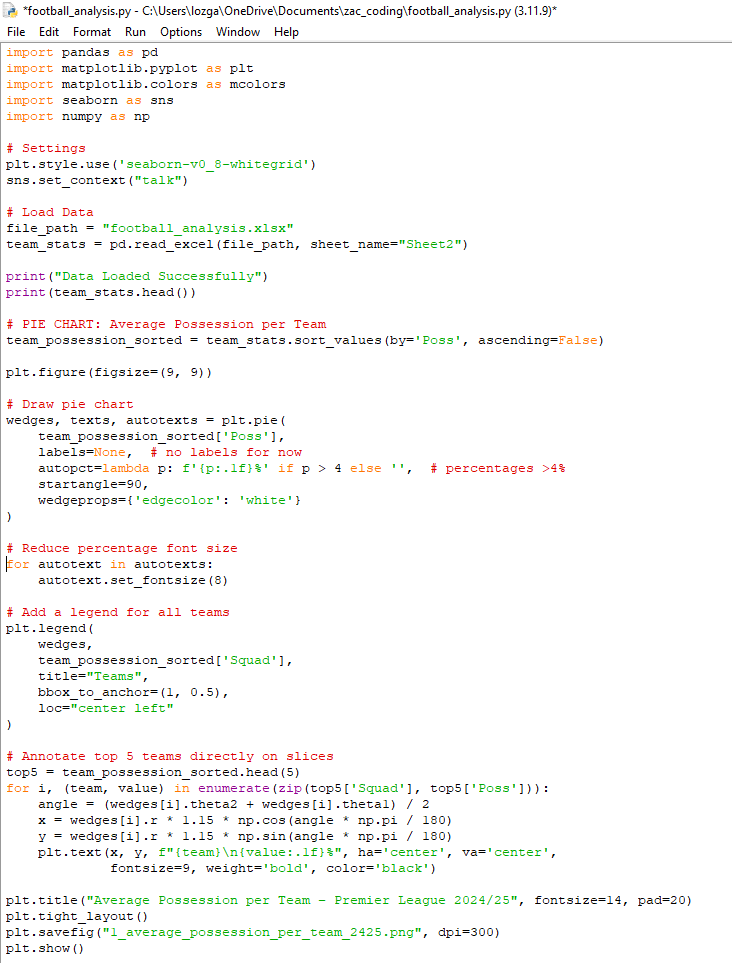 *football_analysis.py - C:\Users\lozga\OneDrive\Documents\zac_coding\football_analysis.py (3.11.9)*
File Edit Format Run Options Window Help
import pandas as pd
import matplotlib.pyplot as plt
import matplotlib.colors as mcolors
import seaborn as sns
import numpy as np

# Settings
plt.style.use('seaborn-v0_8-whitegrid')
sns.set_context("talk")

# Load Data
file_path = "football_analysis.xlsx"
team_stats = pd.read_excel(file_path, sheet_name="Sheet2")

print("Data Loaded Successfully")
print(team_stats.head())

# PIE CHART: Average Possession per Team
team_possession_sorted = team_stats.sort_values(by='Poss', ascending=False)

plt.figure(figsize=(9, 9))

# Draw pie chart
wedges, texts, autotexts = plt.pie(
    team_possession_sorted['Poss'],
    labels=None,  # no labels for now
    autopct=lambda p: f'{p:.1f}%' if p > 4 else '',  # percentages >4%
    startangle=90,
    wedgeprops={'edgecolor': 'white'}
)

# Reduce percentage font size
for autotext in autotexts:
    autotext.set_fontsize(8)

# Add a legend for all teams
plt.legend(
    wedges,
    team_possession_sorted['Squad'],
    title="Teams",
    bbox_to_anchor=(1, 0.5),
    loc="center left"
)

# Annotate top 5 teams directly on slices
top5 = team_possession_sorted.head(5)
for i, (team, value) in enumerate(zip(top5['Squad'], top5['Poss'])):
    angle = (wedges[i].theta2 + wedges[i].theta1) / 2
    x = wedges[i].r * 1.15 * np.cos(angle * np.pi / 180)
    y = wedges[i].r * 1.15 * np.sin(angle * np.pi / 180)
    plt.text(x, y, f"{team}\n{value:.1f}%", ha='center', va='center',
             fontsize=9, weight='bold', color='black')

plt.title("Average Possession per Team – Premier League 2024/25", fontsize=14, pad=20)
plt.tight_layout()
plt.savefig("1_average_possession_per_team_2425.png", dpi=300)
plt.show()